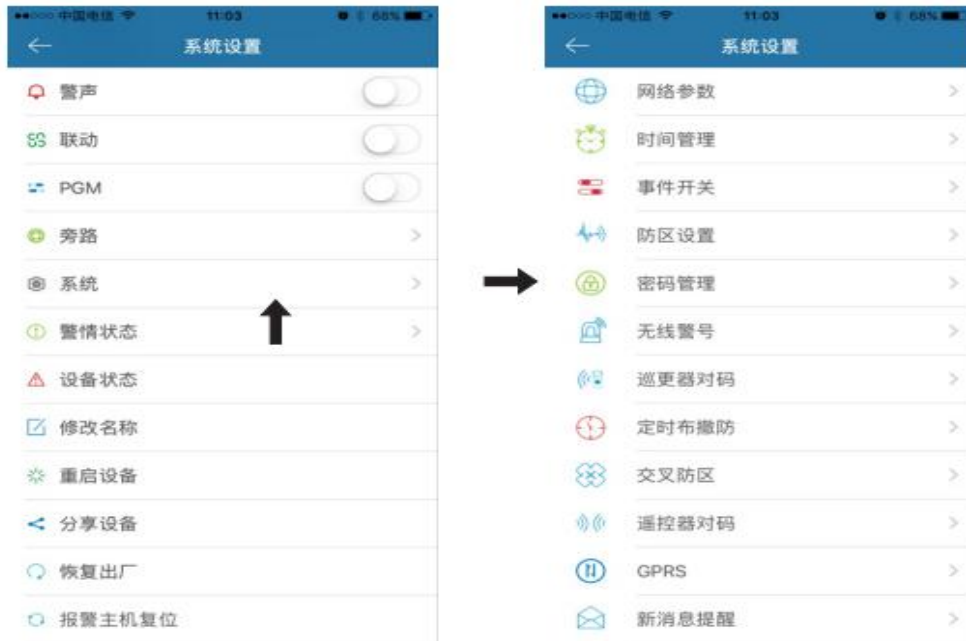 中国电信 11:03 68%
系统设置
警声
联动
PGM
旁路
系统
警情状态
设备状态
修改名称
重启设备
分享设备
恢复出厂
报警主机复位
中国电信 11:03 68%
系统设置
网络参数
时间管理
事件开关
防区设置
密码管理
无线警号
巡更器对码
定时布撤防
交叉防区
遥控器对码
GPRS
新消息提醒